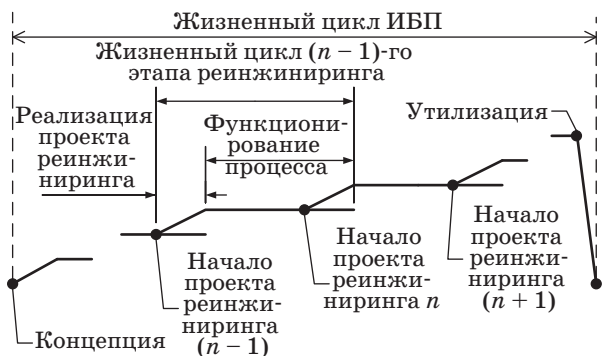 Жизненный цикл ИБП
Жизненный цикл (n − 1)-го
этапа реинжиниринга
Реализация
проекта
реинжи-
ниринга
Функциони-
рование
процесса
Утилизация
Начало
проекта
реинжи-
ниринга
(n − 1)
Начало
проекта
реинжи-
ниринга n
Начало
проекта
реинжи-
ниринга
(n + 1)
Концепция